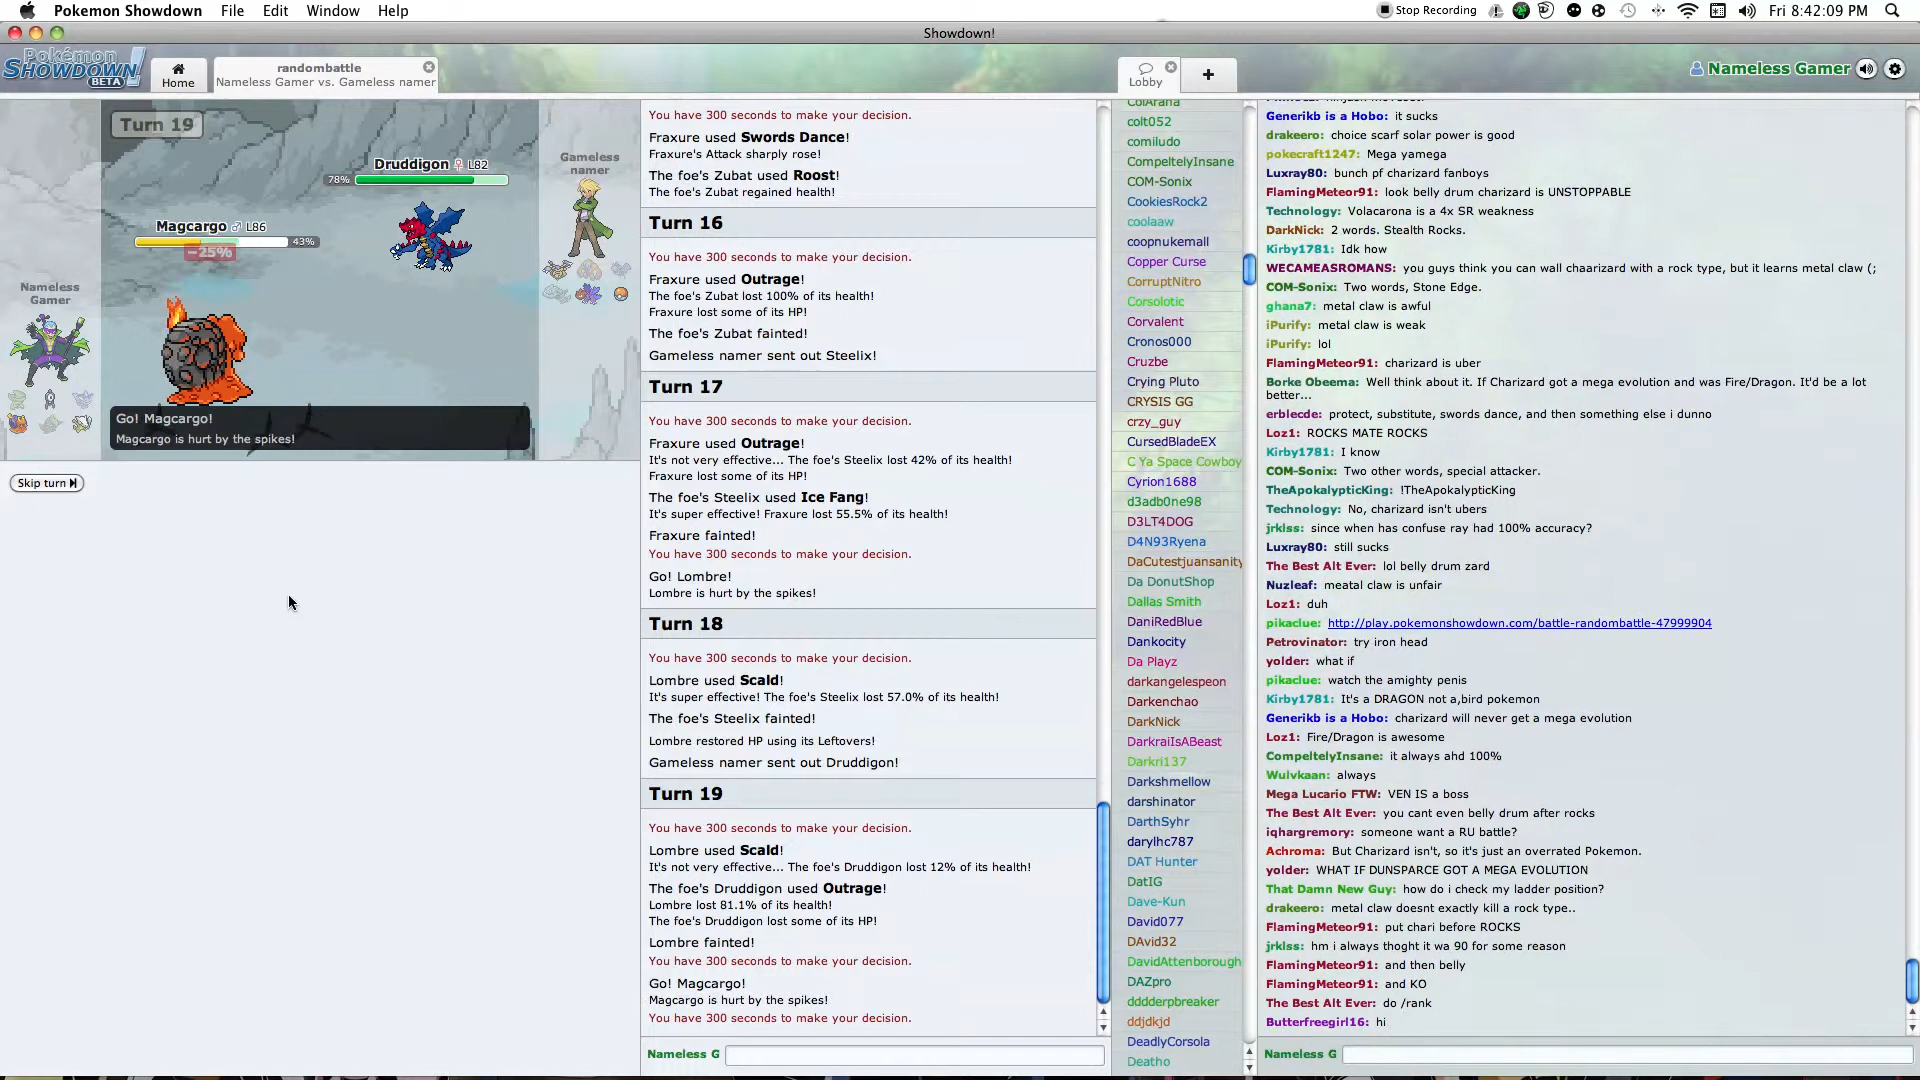 Pokemon Showdown File Edit Window Help
Stop Recording
Fri 8:42:09 PM
Showdown!
Pokémon
SHOWDOWN!
BETA
Home
randombattle
Nameless Gamer vs. Gameless namer
Lobby
+
Nameless Gamer
Turn 19
Druddigon ♀ L82
78%
Magcargo ♂ L86
43%
-25%
Gameless
namer
Nameless
Gamer
Go! Magcargo!
Magcargo is hurt by the spikes!
Skip turn
You have 300 seconds to make your decision.
Fraxure used Swords Dance!
Fraxure's Attack sharply rose!
The foe's Zubat used Roost!
The foe's Zubat regained health!
Turn 16
You have 300 seconds to make your decision.
Fraxure used Outrage!
The foe's Zubat lost 100% of its health!
Fraxure lost some of its HP!
The foe's Zubat fainted!
Gameless namer sent out Steelix!
Turn 17
You have 300 seconds to make your decision.
Fraxure used Outrage!
It's not very effective... The foe's Steelix lost 42% of its health!
Fraxure lost some of its HP!
The foe's Steelix used Ice Fang!
It's super effective! Fraxure lost 55.5% of its health!
Fraxure fainted!
You have 300 seconds to make your decision.
Go! Lombre!
Lombre is hurt by the spikes!
Turn 18
You have 300 seconds to make your decision.
Lombre used Scald!
It's super effective! The foe's Steelix lost 57.0% of its health!
The foe's Steelix fainted!
Lombre restored HP using its Leftovers!
Gameless namer sent out Druddigon!
Turn 19
You have 300 seconds to make your decision.
Lombre used Scald!
It's not very effective... The foe's Druddigon lost 12% of its health!
The foe's Druddigon used Outrage!
Lombre lost 81.1% of its health!
The foe's Druddigon lost some of its HP!
Lombre fainted!
You have 300 seconds to make your decision.
Go! Magcargo!
Magcargo is hurt by the spikes!
You have 300 seconds to make your decision.
Nameless G
ColArana
colt052
comiludo
CompeltelyInsane
COM-Sonix
CookiesRock2
coolaaw
coopnukemall
Copper Curse
CorruptNitro
Corsolotic
Corvalent
Cronos000
Cruzbe
Crying Pluto
CRYSIS GG
crzy_guy
CursedBladeEX
C Ya Space Cowboy
Cyrion1688
d3adb0ne98
D3LT4DOG
D4N93Ryena
DaCutestjuansanity
Da DonutShop
Dallas Smith
DaniRedBlue
Dankocity
Da Playz
darkangelespeon
Darkenchao
DarkNick
DarkraiIsABeast
Darkri137
Darkshmellow
darshinator
DarthSyhr
darylhc787
DAT Hunter
DatIG
Dave-Kun
David077
DAvid32
DavidAttenborough
DAZpro
dddderpbreaker
ddjdkjd
DeadlyCorsola
Deatho
Generikb is a Hobo: it sucks
drakeero: choice scarf solar power is good
pokecraft1247: Mega yamega
Luxray80: bunch pf charizard fanboys
FlamingMeteor91: look belly drum charizard is UNSTOPPABLE
Technology: Volacarona is a 4x SR weakness
DarkNick: 2 words. Stealth Rocks.
Kirby1781: Idk how
WECAMEASROMANS: you guys think you can wall chaarizard with a rock type, but it learns metal claw (;
COM-Sonix: Two words, Stone Edge.
ghana7: metal claw is awful
iPurify: metal claw is weak
iPurify: lol
FlamingMeteor91: charizard is uber
Borke Obeema: Well think about it. If Charizard got a mega evolution and was Fire/Dragon. It'd be a lot
better...
erblecde: protect, substitute, swords dance, and then something else i dunno
Loz1: ROCKS MATE ROCKS
Kirby1781: I know
COM-Sonix: Two other words, special attacker.
TheApokalypticKing: !TheApokalypticKing
Technology: No, charizard isn't ubers
jrklss: since when has confuse ray had 100% accuracy?
Luxray80: still sucks
The Best Alt Ever: lol belly drum zard
Nuzleaf: meatal claw is unfair
Loz1: duh
pikaclue: http://play.pokemonshowdown.com/battle-randombattle-47999904
Petrovinator: try iron head
yolder: what if
pikaclue: watch the amighty penis
Kirby1781: It's a DRAGON not a,bird pokemon
Generikb is a Hobo: charizard will never get a mega evolution
Loz1: Fire/Dragon is awesome
CompeltelyInsane: it always ahd 100%
Wulvkaan: always
Mega Lucario FTW: VEN IS a boss
The Best Alt Ever: you cant even belly drum after rocks
iqhargremory: someone want a RU battle?
Achroma: But Charizard isn't, so it's just an overrated Pokemon.
yolder: WHAT IF DUNSPARCE GOT A MEGA EVOLUTION
That Damn New Guy: how do i check my ladder position?
drakeero: metal claw doesnt exactly kill a rock type..
FlamingMeteor91: put chari before ROCKS
jrklss: hm i always thoght it wa 90 for some reason
FlamingMeteor91: and then belly
FlamingMeteor91: and KO
The Best Alt Ever: do /rank
Butterfreegirl16: hi
Nameless G